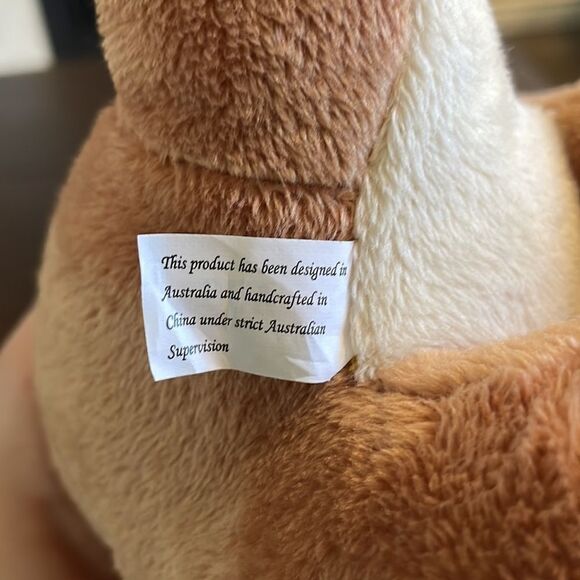 This product has been designed in
Australia and handcrafted in
China under strict Australian
Supervision